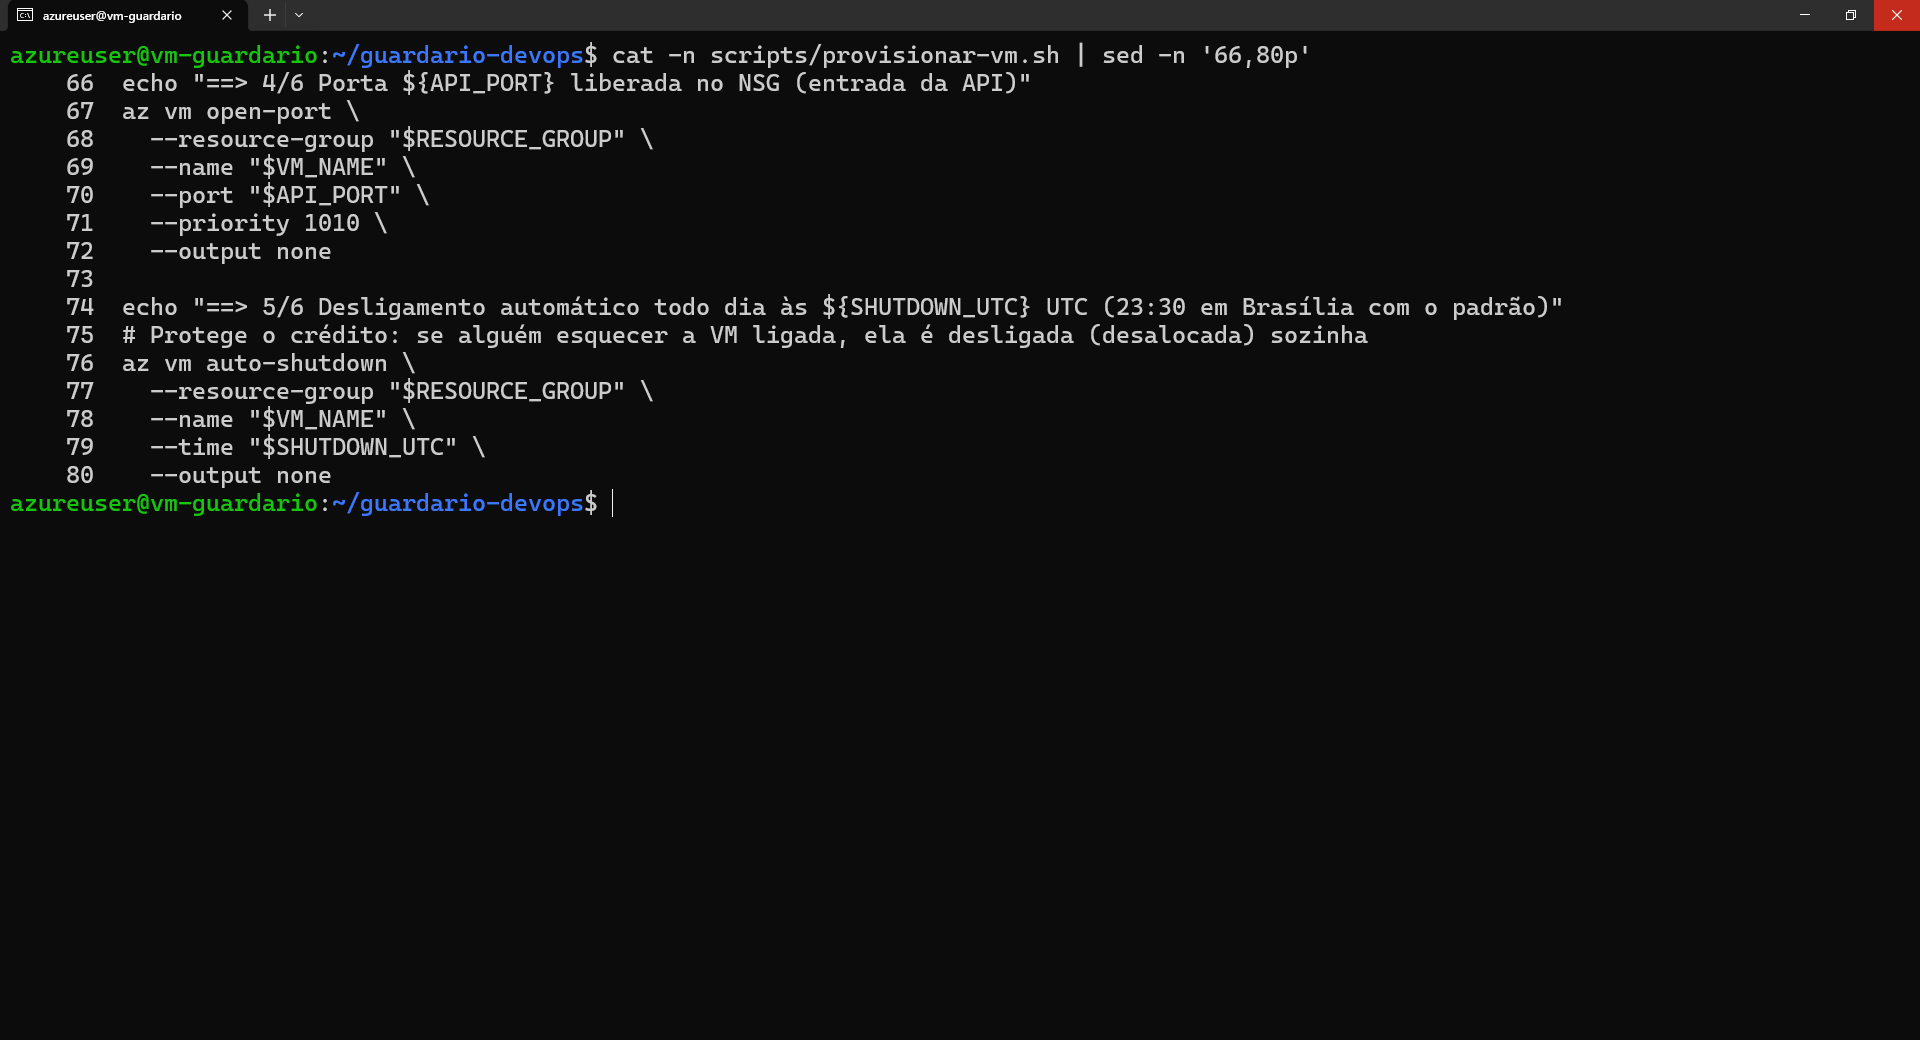 azureuser@vm-guardario
azureuser@vm-guardario:~/guardario-devops$ cat -n scripts/provisionar-vm.sh | sed -n '66,80p'
    66  echo "==> 4/6 Porta ${API_PORT} liberada no NSG (entrada da API)"
    67  az vm open-port \
    68    --resource-group "$RESOURCE_GROUP" \
    69    --name "$VM_NAME" \
    70    --port "$API_PORT" \
    71    --priority 1010 \
    72    --output none
    73
    74  echo "==> 5/6 Desligamento automático todo dia às ${SHUTDOWN_UTC} UTC (23:30 em Brasília com o padrão)"
    75  # Protege o crédito: se alguém esquecer a VM ligada, ela é desligada (desalocada) sozinha
    76  az vm auto-shutdown \
    77    --resource-group "$RESOURCE_GROUP" \
    78    --name "$VM_NAME" \
    79    --time "$SHUTDOWN_UTC" \
    80    --output none
azureuser@vm-guardario:~/guardario-devops$